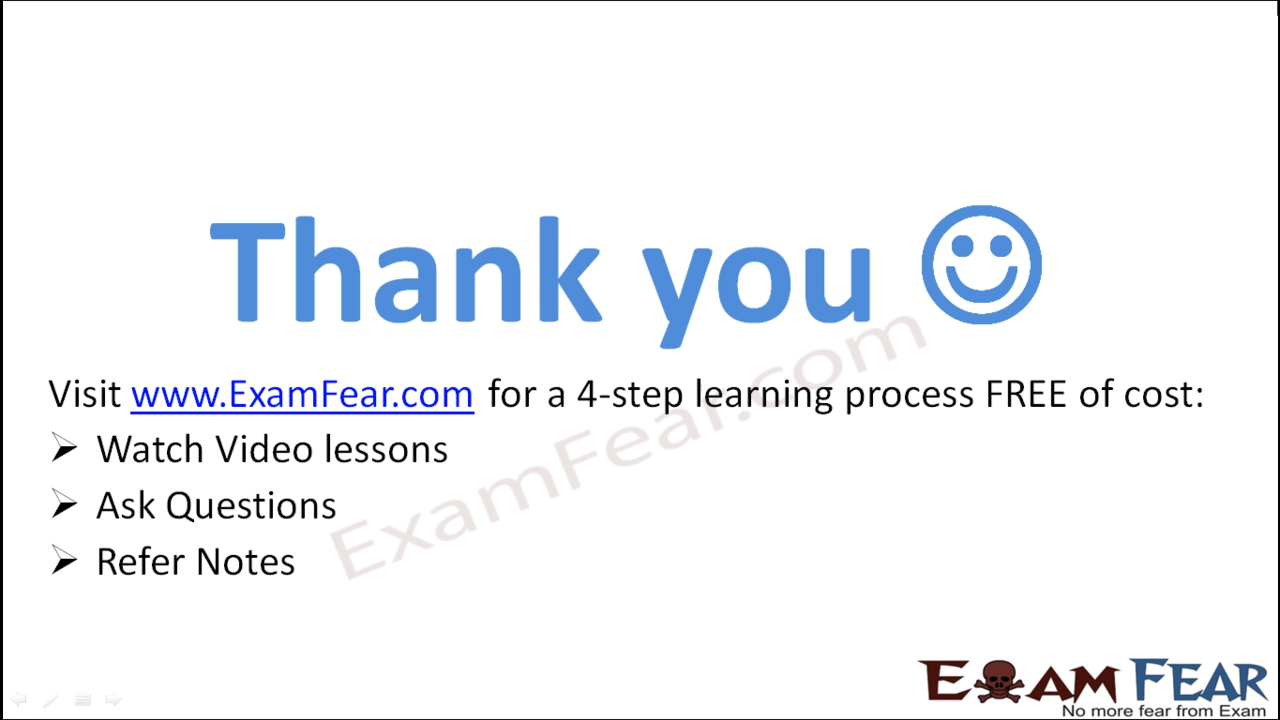 Thank you
Visit www.ExamFear.com for a 4-step learning process FREE of cost:
Watch Video lessons
Ask Questions
Refer Notes
ExamFear.com
EXAM FEAR
No more fear from Exam